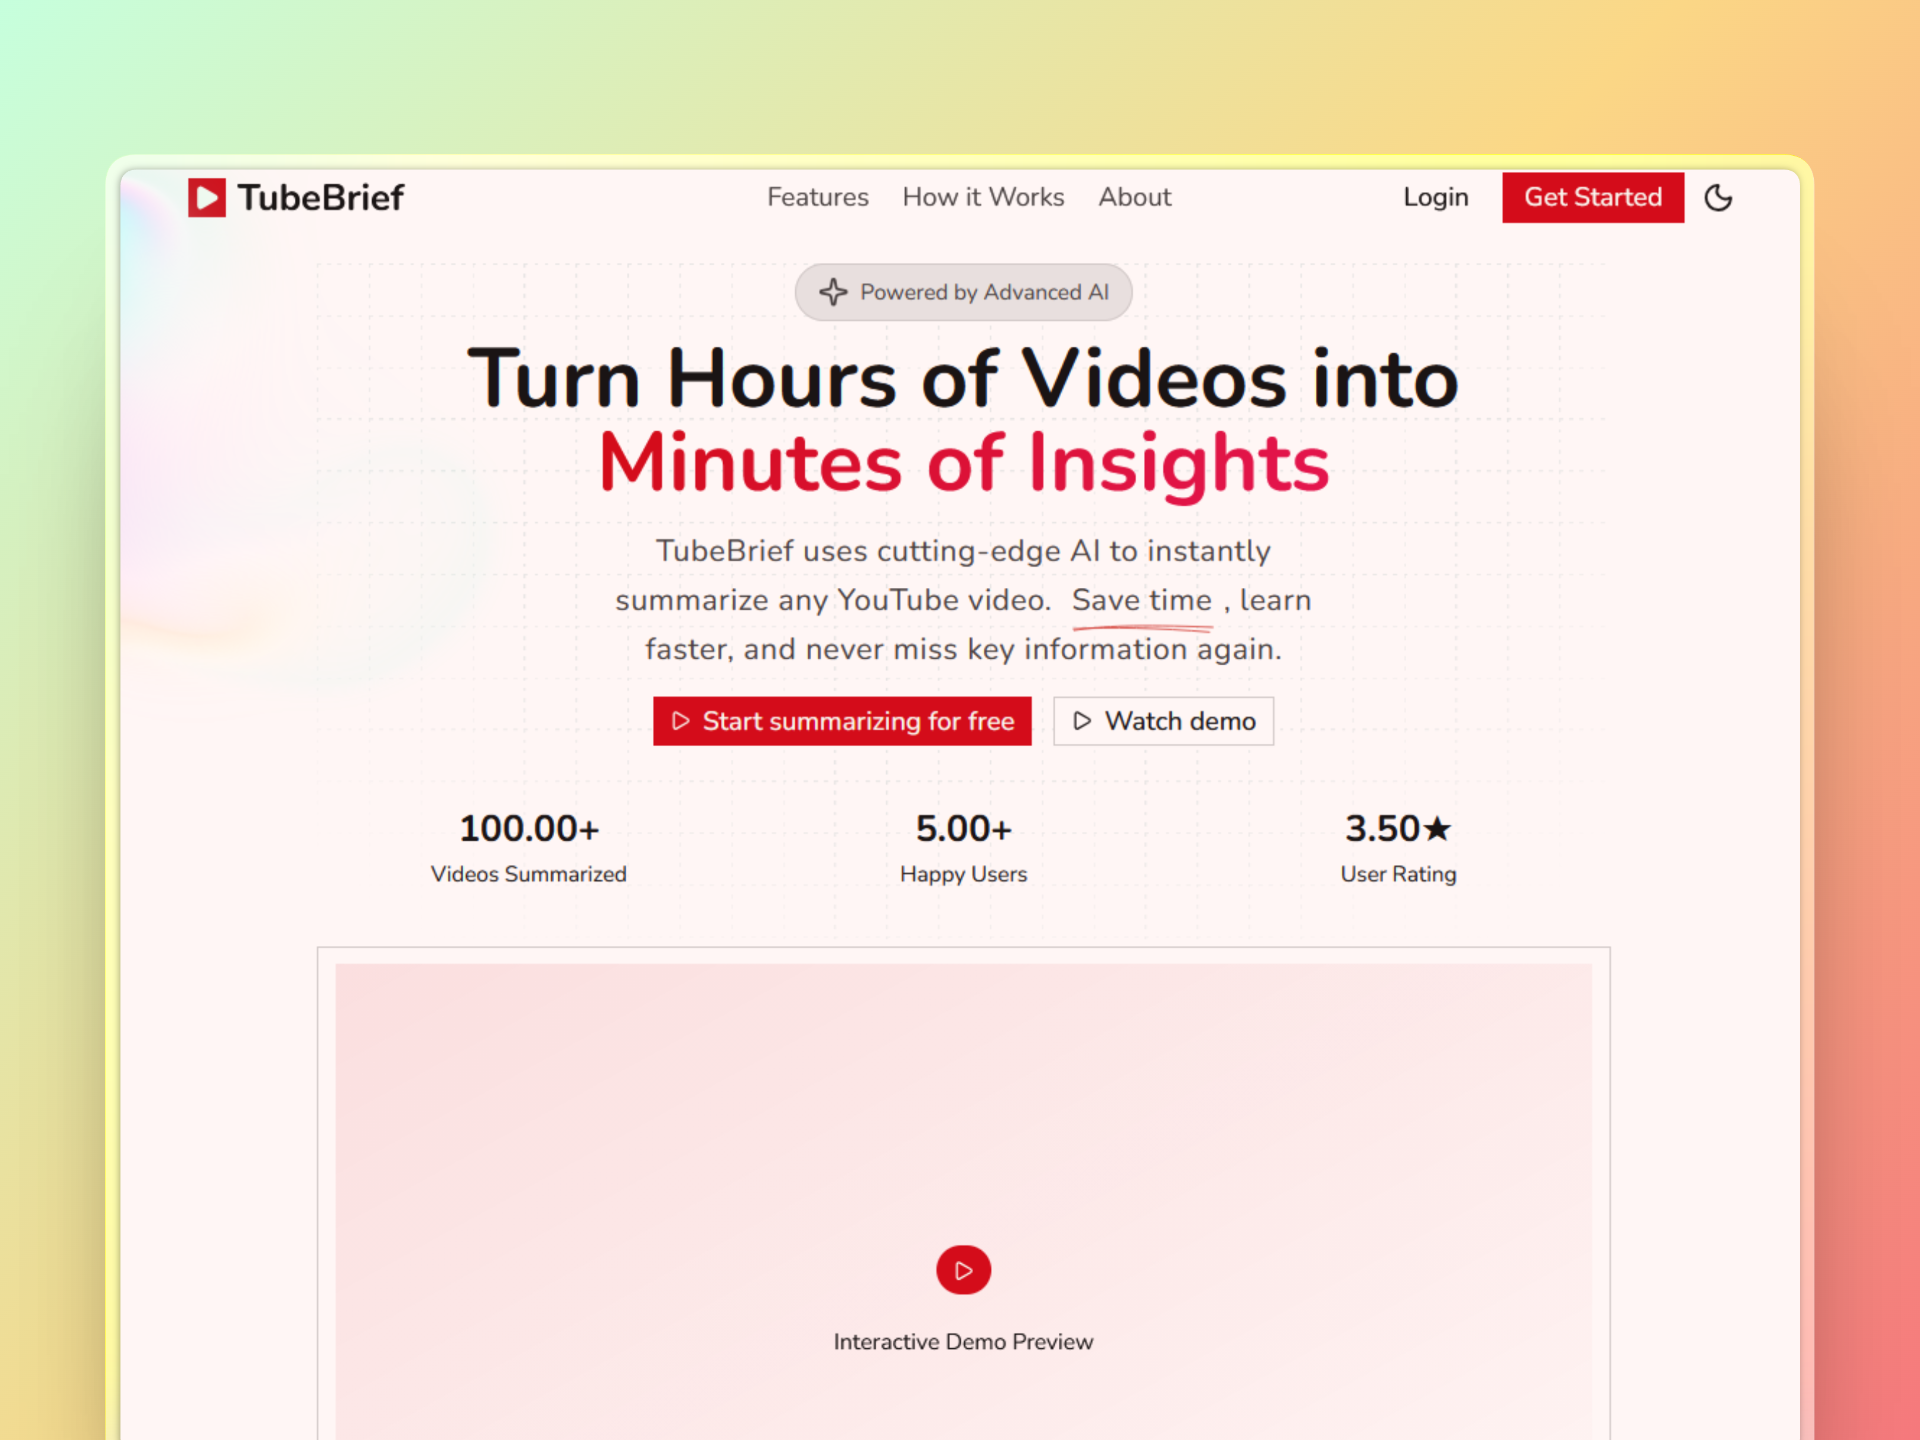 TubeBrief
Features
How it Works
About
Login
Get Started
Powered by Advanced AI
Turn Hours of Videos into
Minutes of Insights
TubeBrief uses cutting-edge AI to instantly
summarize any YouTube video. Save time , learn
faster, and never miss key information again.
Start summarizing for free
Watch demo
100.00+
Videos Summarized
5.00+
Happy Users
3.50★
User Rating
Interactive Demo Preview